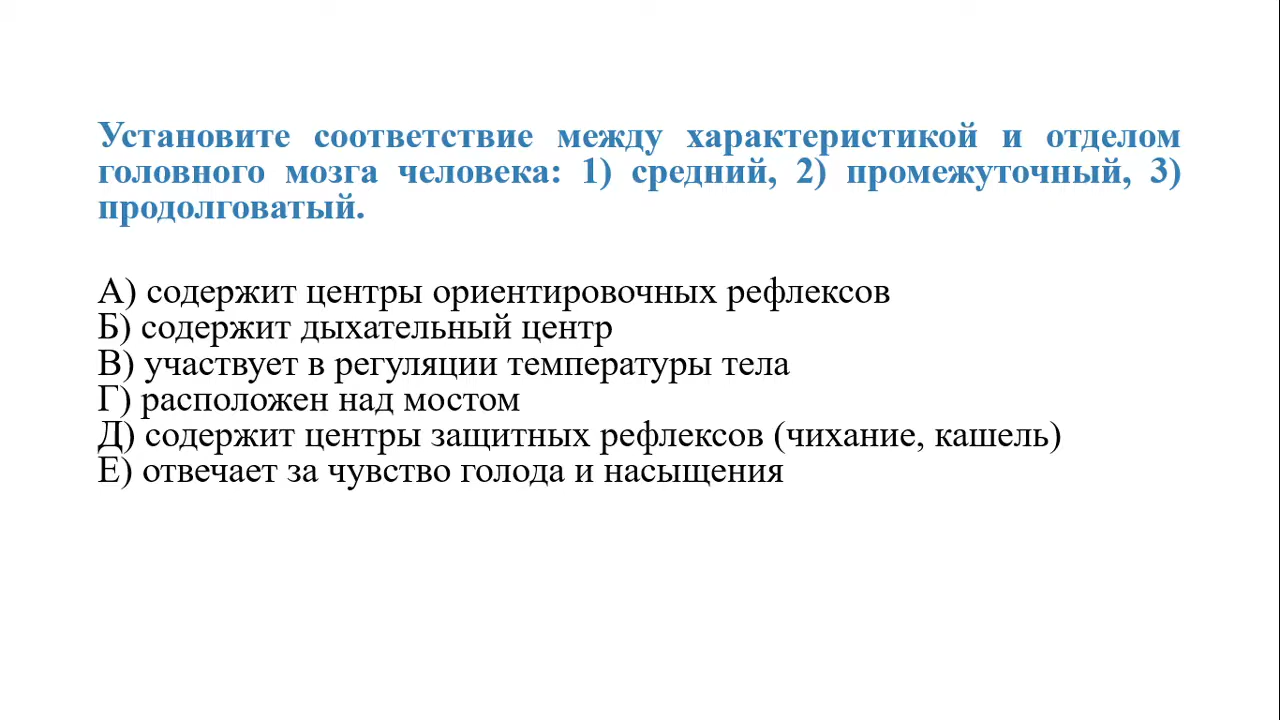 Установите соответствие между характеристикой и отделом
головного мозга человека: 1) средний, 2) промежуточный, 3)
продолговатый.
А) содержит центры ориентировочных рефлексов
Б) содержит дыхательный центр
В) участвует в регуляции температуры тела
Г) расположен над мостом
Д) содержит центры защитных рефлексов (чихание, кашель)
Е) отвечает за чувство голода и насыщения